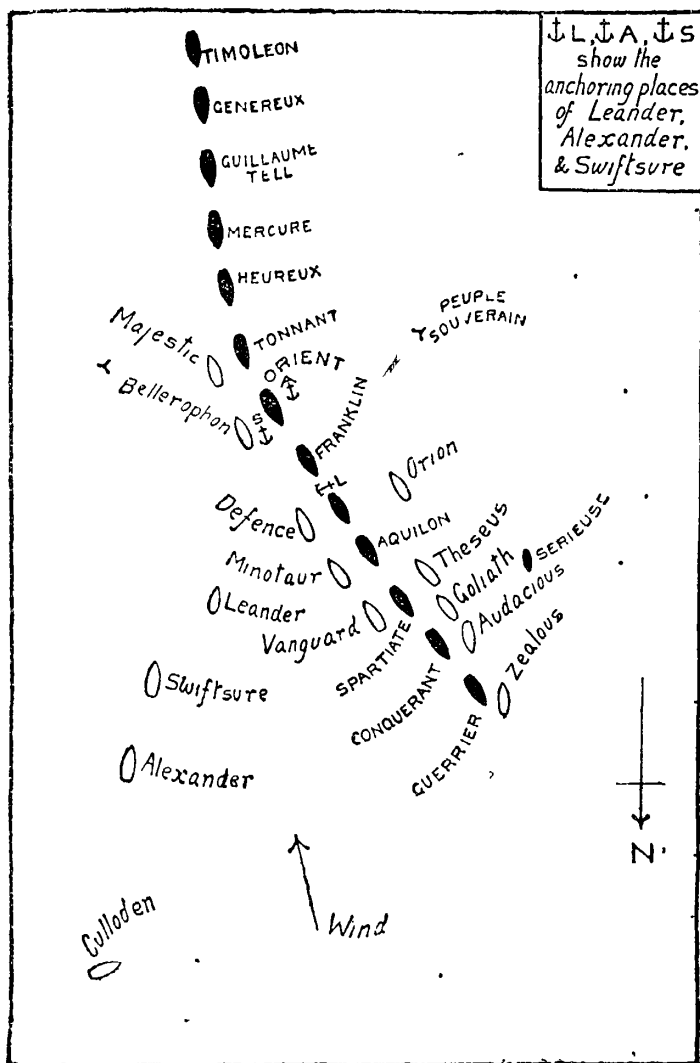 ⚓L,⚓A,⚓S
show the
anchoring places
of Leander,
Alexander,
& Swiftsure
TIMOLEON
GENEREUX
GUILLAUME
TELL
MERCURE
HEUREUX
PEUPLE
SOUVERAIN
TONNANT
Majestic
ORIENT
A⚓
Bellerophon
S⚓
FRANKLIN
⚓L
Orion
Defence
AQUILON
Theseus
SERIEUSE
Minotaur
Goliath
Leander
Audacious
Vanguard
SPARTIATE
Zealous
Swiftsure
CONQUERANT
GUERRIER
Alexander
N.
Culloden
Wind